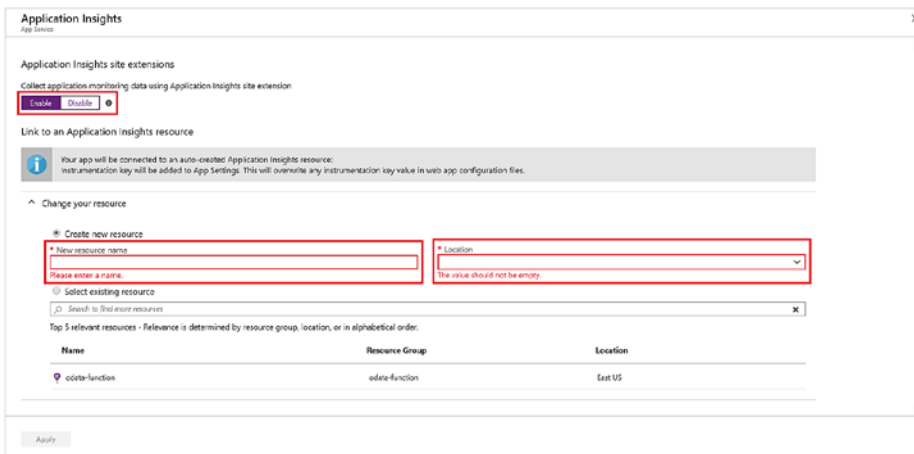 Application Insights
App Service
Application Insights site extensions
Collect application monitoring data using Application Insights site extension
Enable Disable
Link to an Application Insights resource
Your app will be connected to an auto-created Application Insights resource:
Instrumentation key will be added to App Settings. This will overwrite any instrumentation key value in web app configuration files.
Change your resource
Create new resource
* New resource name
* Location
Please enter a name.
The value should not be empty.
Select existing resource
Search to find more resources
Top 5 relevant resources - Relevance is determined by resource group, location, or in alphabetical order.
Name Resource Group Location
odata-function odata-function East US
Apply